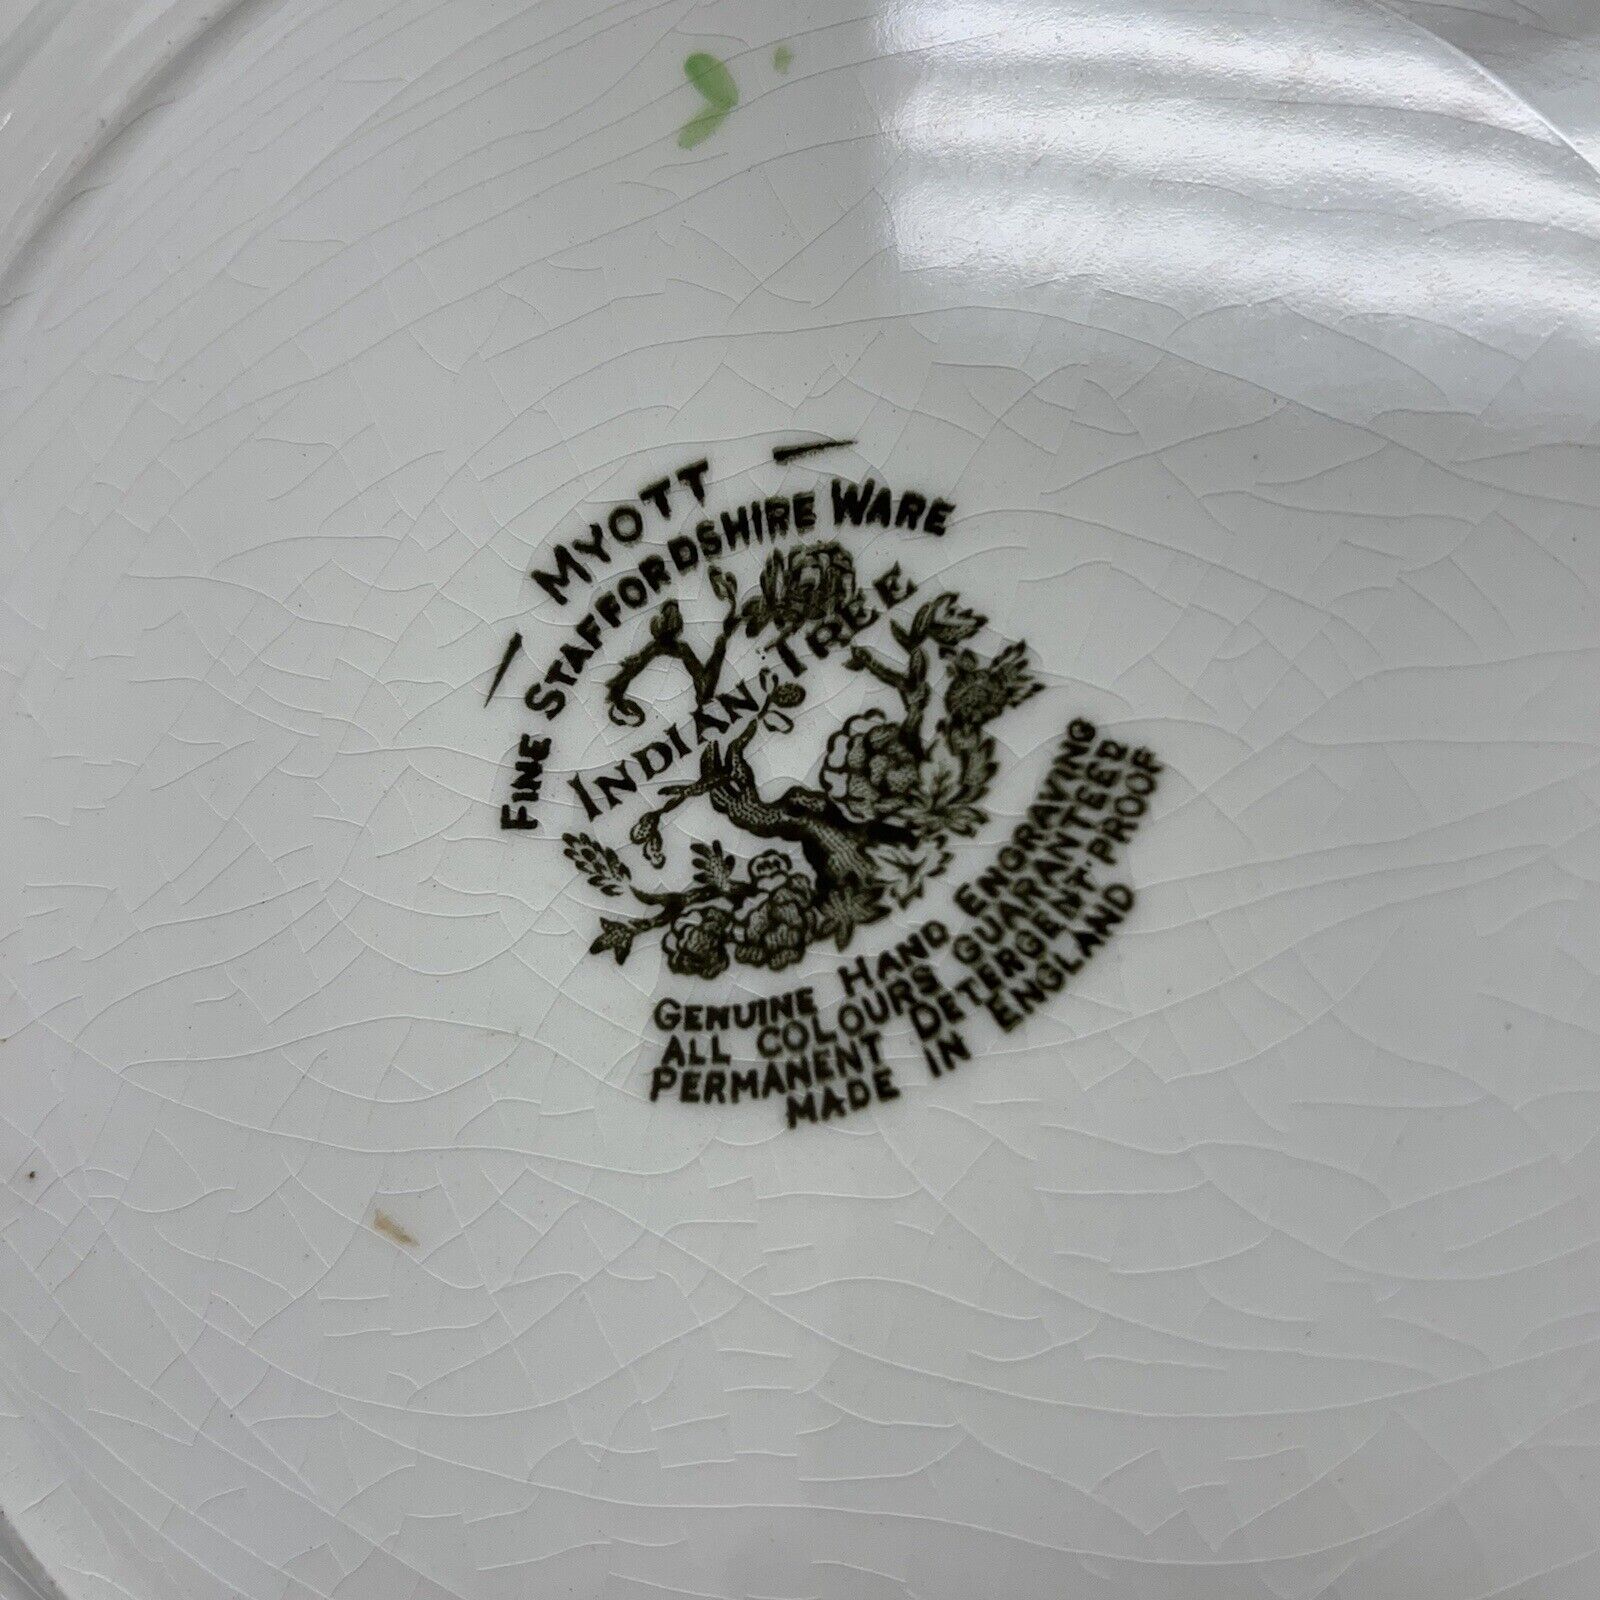 MYOTT
FINE STAFFORDSHIRE WARE
INDIAN TREE
GENUINE HAND ENGRAVING
ALL COLOURS GUARANTEED
PERMANENT DETERGENT PROOF
MADE IN ENGLAND